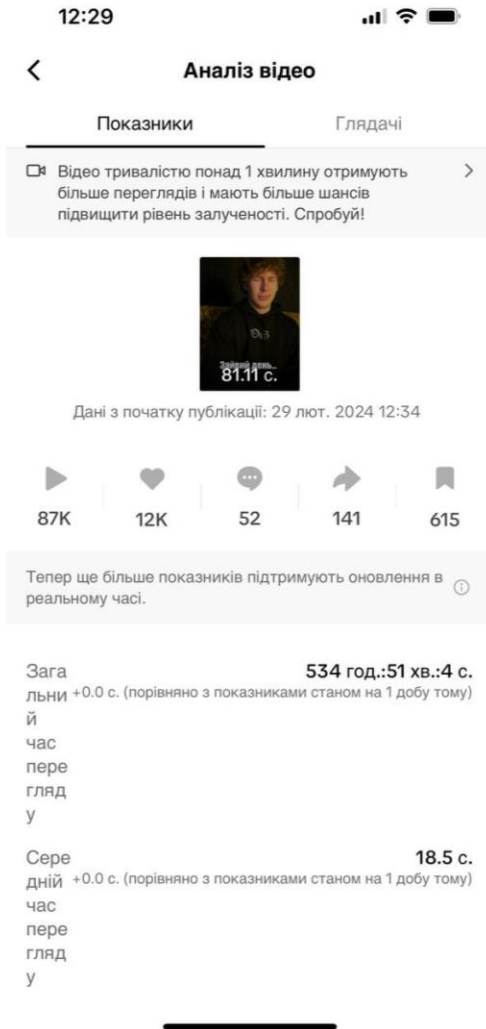 12:29
Аналіз відео
Показники
Глядачі
Відео тривалістю понад 1 хвилину отримують
більше переглядів і мають більше шансів
підвищити рівень залученості. Спробуй!
Зайвий день...
81.11 с.
Дані з початку публікації: 29 лют. 2024 12:34
87K
12K
52
141
615
Тепер ще більше показників підтримують оновлення в
реальному часі.
Зага
льни
й
час
пере
гляд
у
534 год.:51 хв.:4 с.
+0.0 с. (порівняно з показниками станом на 1 добу тому)
Сере
дній
час
пере
гляд
у
18.5 с.
+0.0 с. (порівняно з показниками станом на 1 добу тому)